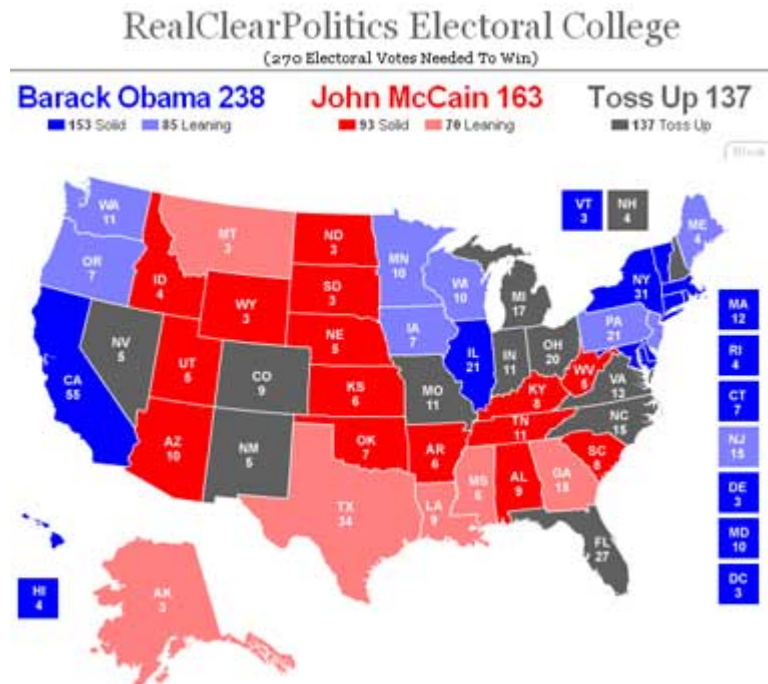 RealClearPolitics Electoral College
(270 Electoral Votes Needed To Win)
Barack Obama 238
John McCain 163
Toss Up 137
153 Solid
85 Leaning
93 Solid
70 Leaning
137 Toss Up
WA
11
OR
7
CA
55
NV
5
ID
4
MT
3
WY
3
UT
5
AZ
10
CO
9
NM
5
ND
3
SD
3
NE
5
KS
6
OK
7
TX
34
MN
10
IA
7
MO
11
AR
6
LA
9
WI
10
IL
21
MS
6
MI
17
IN
11
OH
20
KY
8
TN
11
AL
9
GA
15
FL
27
SC
8
NC
15
VA
13
WV
5
PA
21
NY
31
ME
4
VT
3
NH
4
MA
12
RI
4
CT
7
NJ
15
DE
3
MD
10
DC
3
HI
4
AK
3